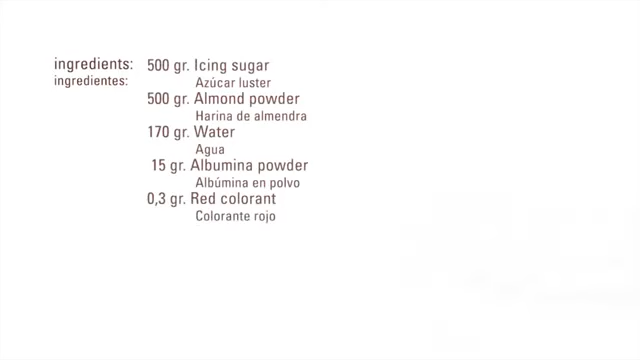 ingredients: 500 gr. Icing sugar
ingredientes: Azúcar luster
500 gr. Almond powder
Harina de almendra
170 gr. Water
Agua
15 gr. Albumina powder
Albúmina en polvo
0,3 gr. Red colorant
Colorante rojo